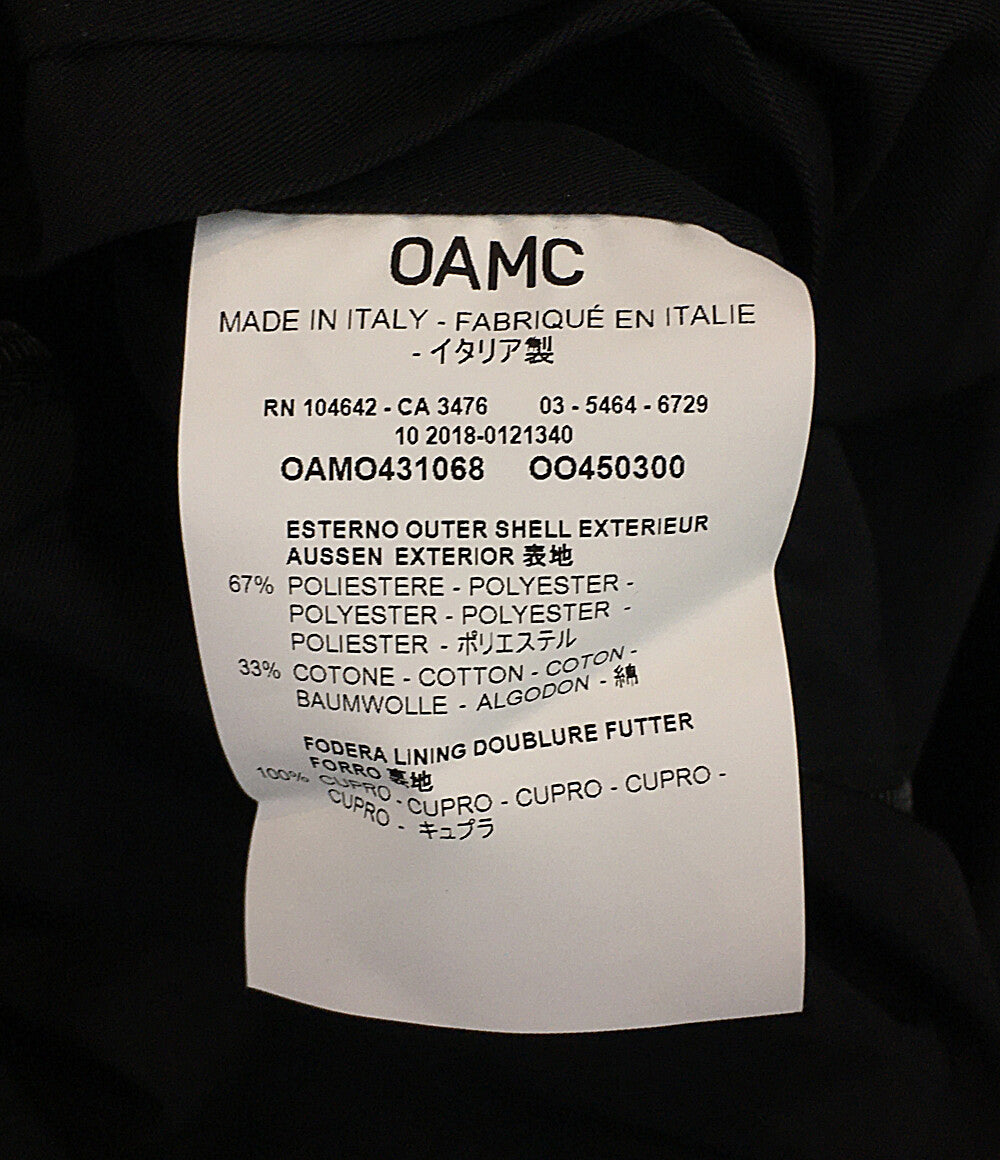 OAMC
MADE IN ITALY - FABRIQUÉ EN ITALIE
- イタリア製
RN 104642 - CA 3476 03 - 5464 - 6729
10 2018-0121340
OAMO431068 OO450300
ESTERNO OUTER SHELL EXTERIEUR
AUSSEN EXTERIOR 表地
67% POLIESTERE - POLYESTER -
POLYESTER - POLYESTER -
POLIESTER - ポリエステル
33% COTONE - COTTON - COTON -
BAUMWOLLE - ALGODON - 綿
FODERA LINING DOUBLURE FUTTER
FORRO 裏地
100% CUPRO - CUPRO - CUPRO - CUPRO -
CUPRO - キュプラ